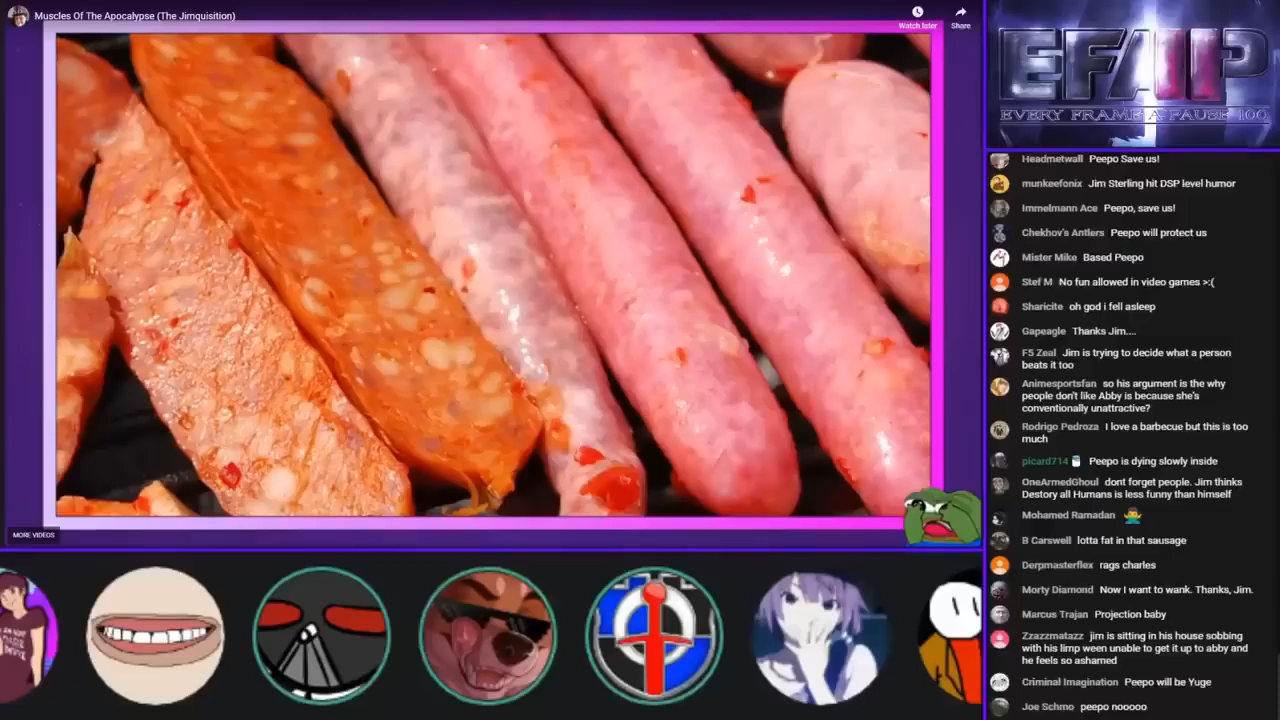 Muscles Of The Apocalypse (The Jimquisition)
Watch later
Share
MORE VIDEOS
EFAP
EVERY FRAME A PAUSE 100
Headmetwall Peepo Save us!
munkeefonix Jim Sterling hit DSP level humor
Immelmann Ace Peepo, save us!
Chekhov's Antlers Peepo will protect us
Mister Mike Based Peepo
Stef M No fun allowed in video games >:(
Sharicite oh god i fell asleep
Gapeagle Thanks Jim....
F5 Zeal Jim is trying to decide what a person
beats it too
Animesportsfan so his argument is the why
people don't like Abby is because she's
conventionally unattractive?
Rodrigo Pedroza I love a barbecue but this is too
much
picard714 Peepo is dying slowly inside
OneArmedGhoul dont forget people. Jim thinks
Destory all Humans is less funny than himself
Mohamed Ramadan
B Carswell lotta fat in that sausage
Derpmasterflex rags charles
Morty Diamond Now I want to wank. Thanks, Jim.
Marcus Trajan Projection baby
Zzazzmatazz jim is sitting in his house sobbing
with his limp ween unable to get it up to abby and
he feels so ashamed
Criminal Imagination Peepo will be Yuge
Joe Schmo peepo nooooo